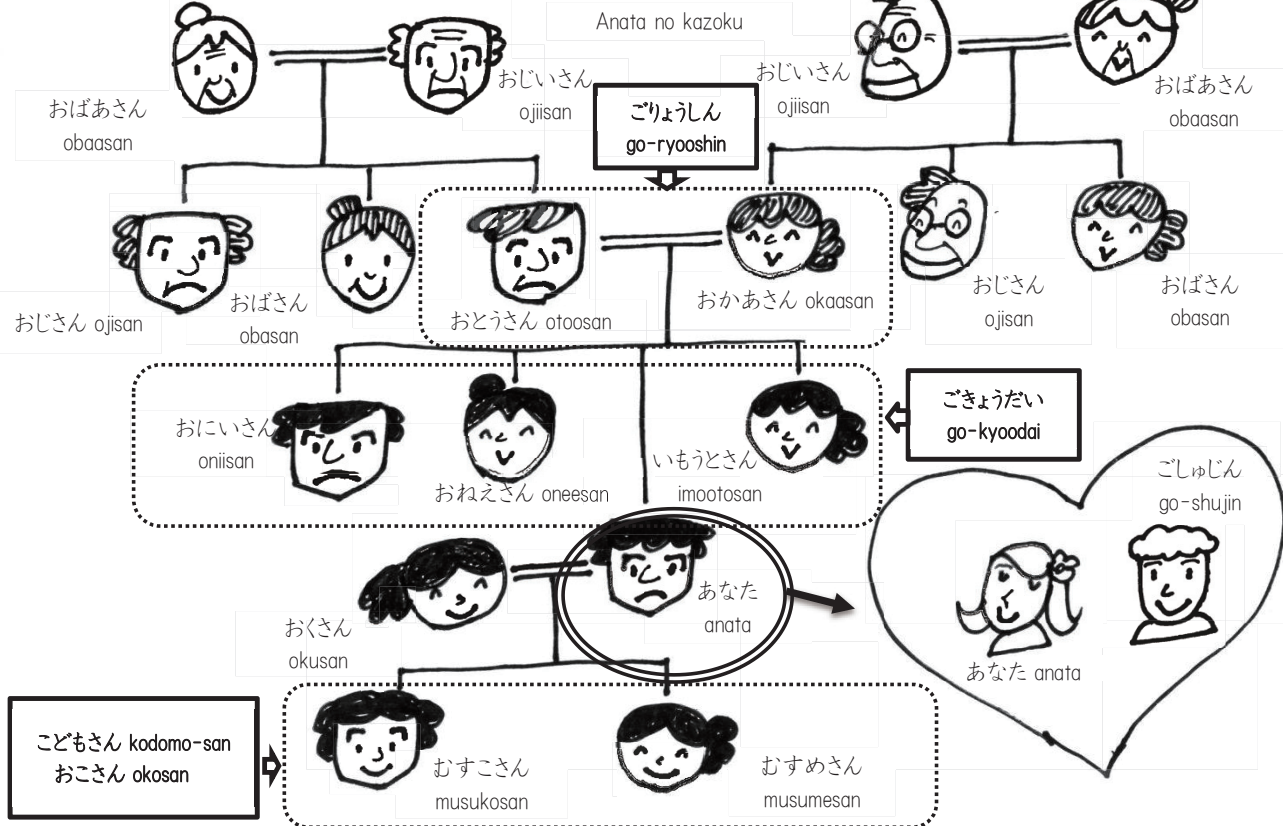 Anata no kazoku
おばあさん
obaasan
おじいさん
ojiisan
ごりょうしん
go-ryooshin
おじいさん
ojiisan
おばあさん
obaasan
おじさん ojisan
おばさん
obasan
おとうさん otoosan
おかあさん okaasan
おじさん
ojisan
おばさん
obasan
おにいさん
oniisan
おねえさん oneesan
いもうとさん
imootosan
ごきょうだい
go-kyoodai
おくさん
okusan
あなた
anata
ごしゅじん
go-shujin
あなた anata
こどもさん kodomo-san
おこさん okosan
むすこさん
musukosan
むすめさん
musumesan